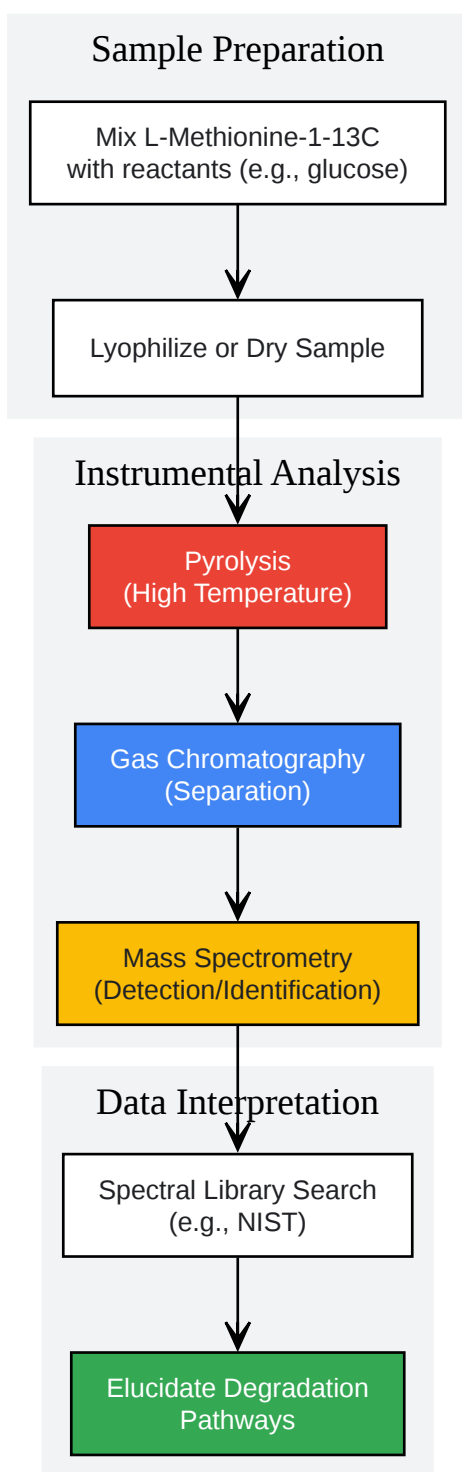 Sample Preparation
Mix L-Methionine-1-13C
with reactants (e.g., glucose)
Lyophilize or Dry Sample
Instrumental Analysis
Pyrolysis
(High Temperature)
Gas Chromatography
(Separation)
Mass Spectrometry
(Detection/Identification)
Data Interpretation
Spectral Library Search
(e.g., NIST)
Elucidate Degradation
Pathways